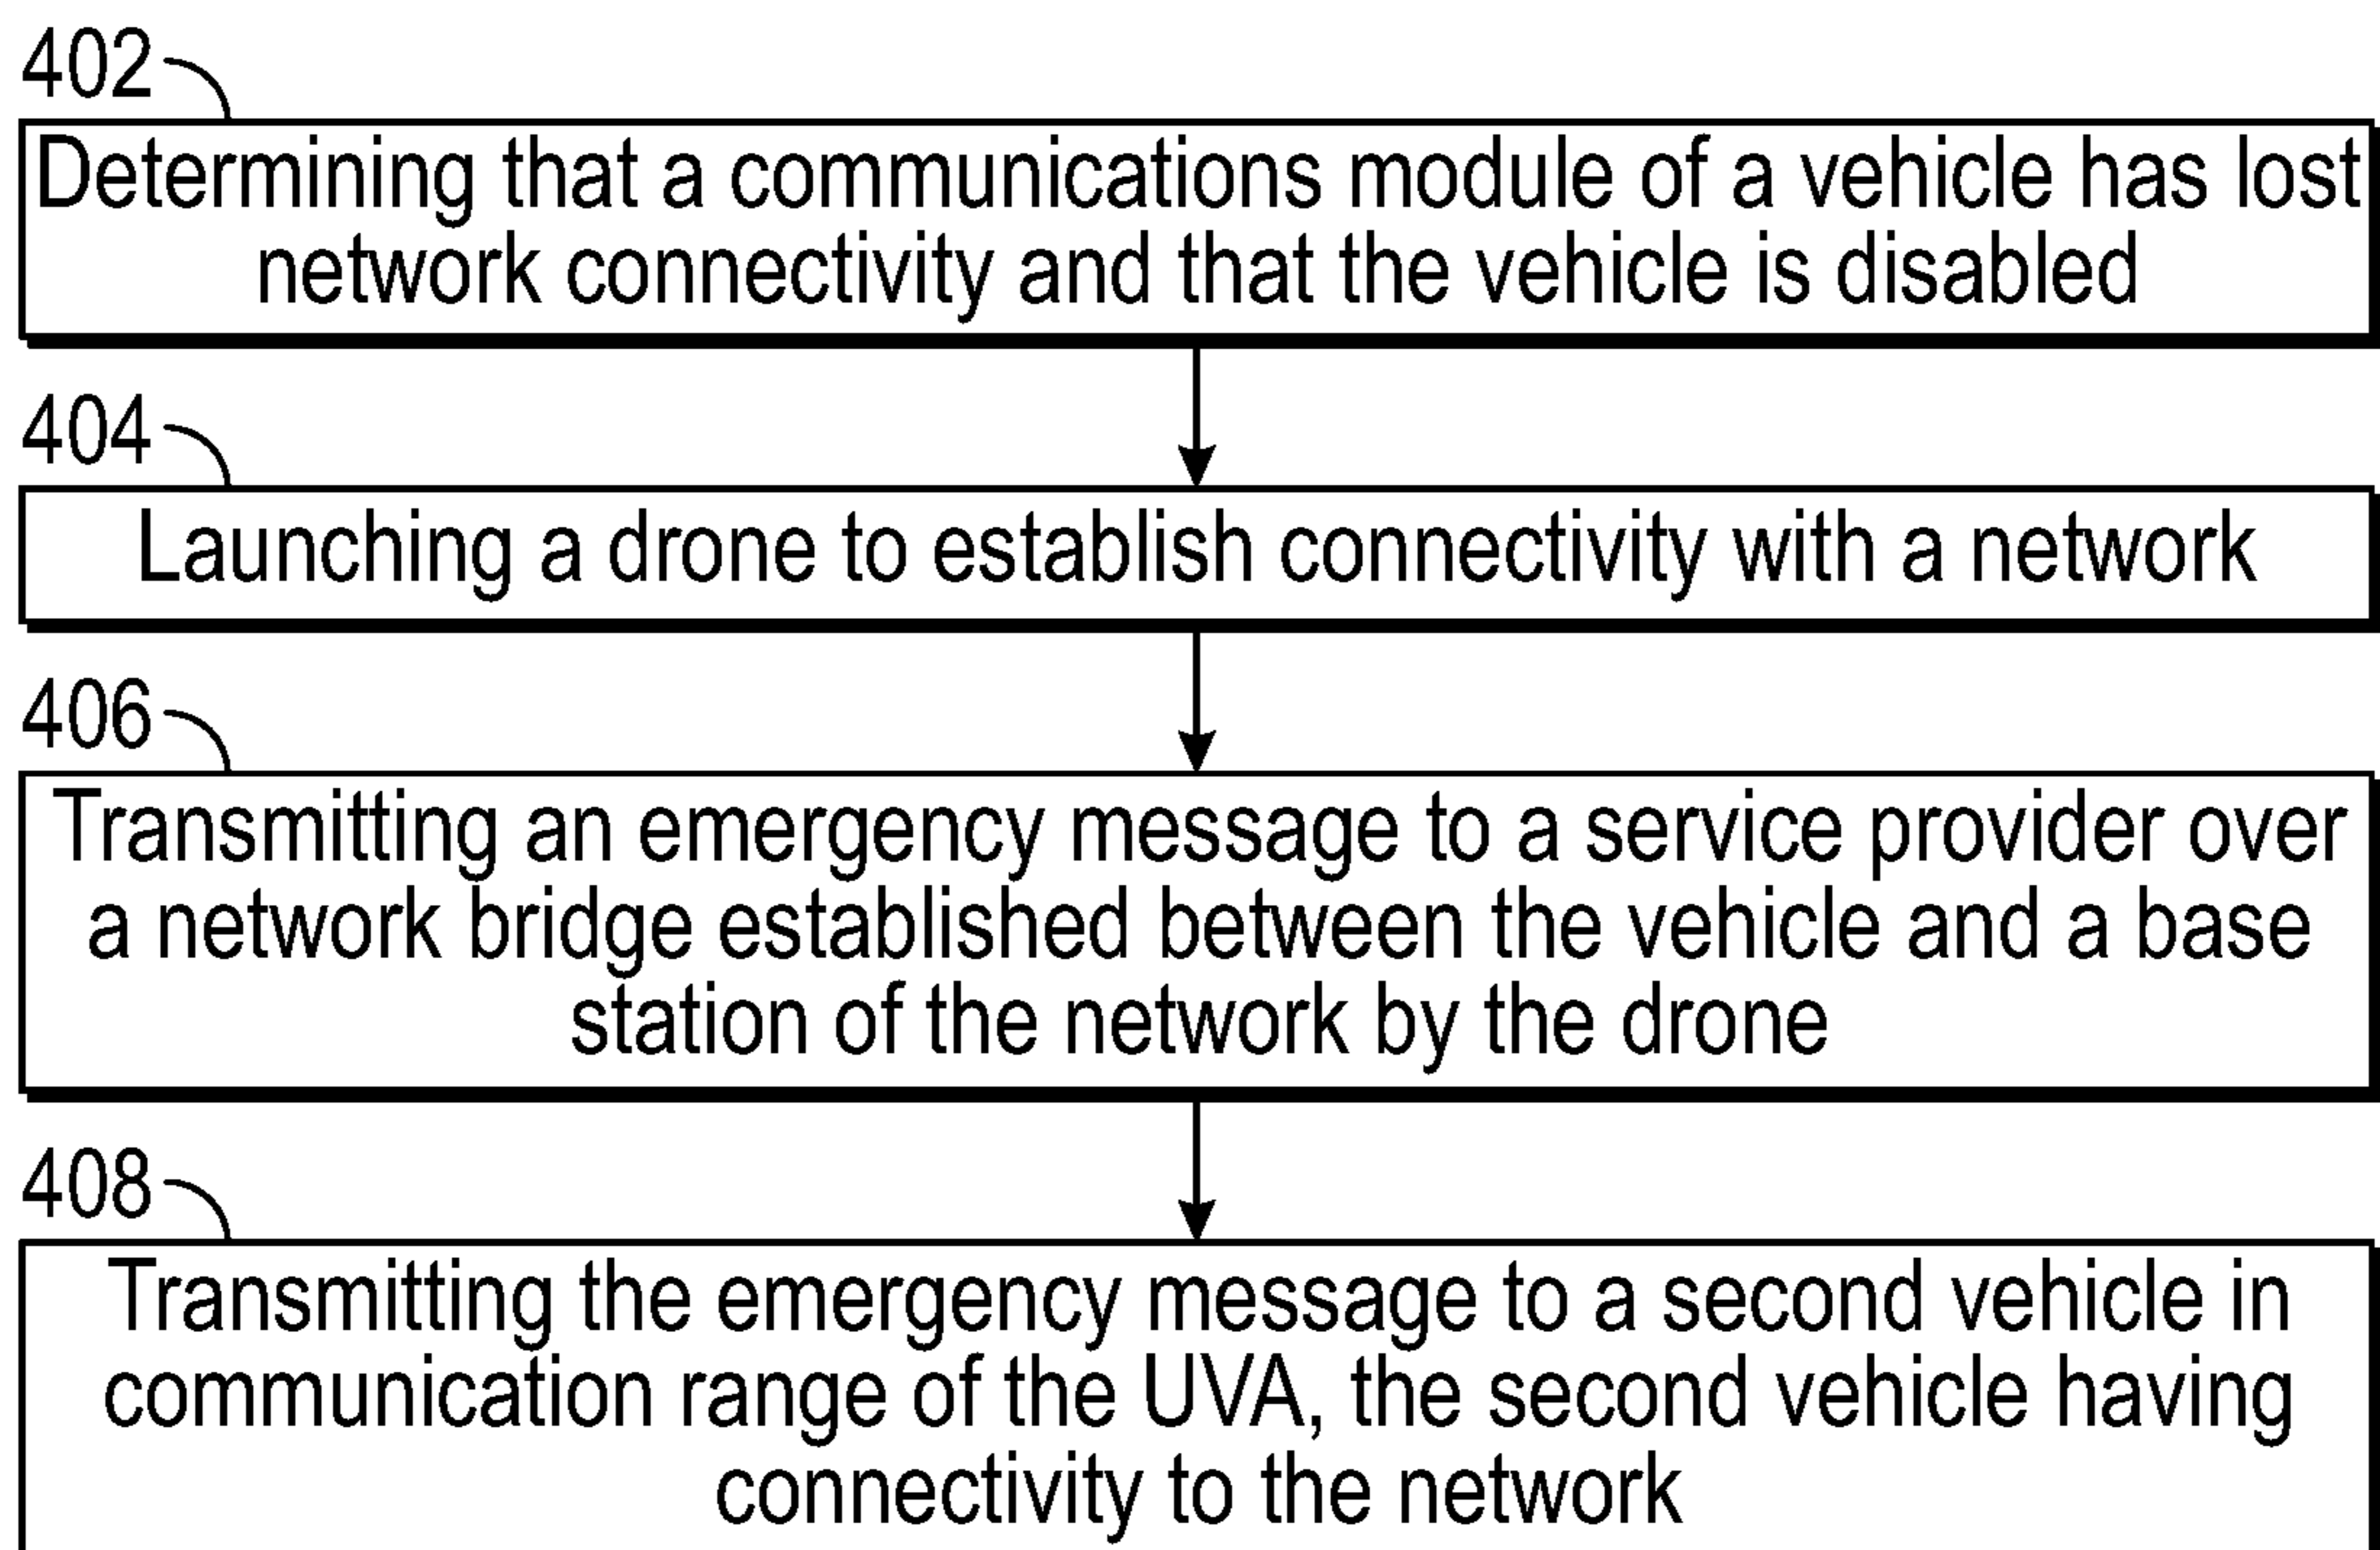 402
Determining that a communications module of a vehicle has lost
network connectivity and that the vehicle is disabled
404
Launching a drone to establish connectivity with a network
406
Transmitting an emergency message to a service provider over
a network bridge established between the vehicle and a base
station of the network by the drone
408
Transmitting the emergency message to a second vehicle in
communication range of the UVA, the second vehicle having
connectivity to the network